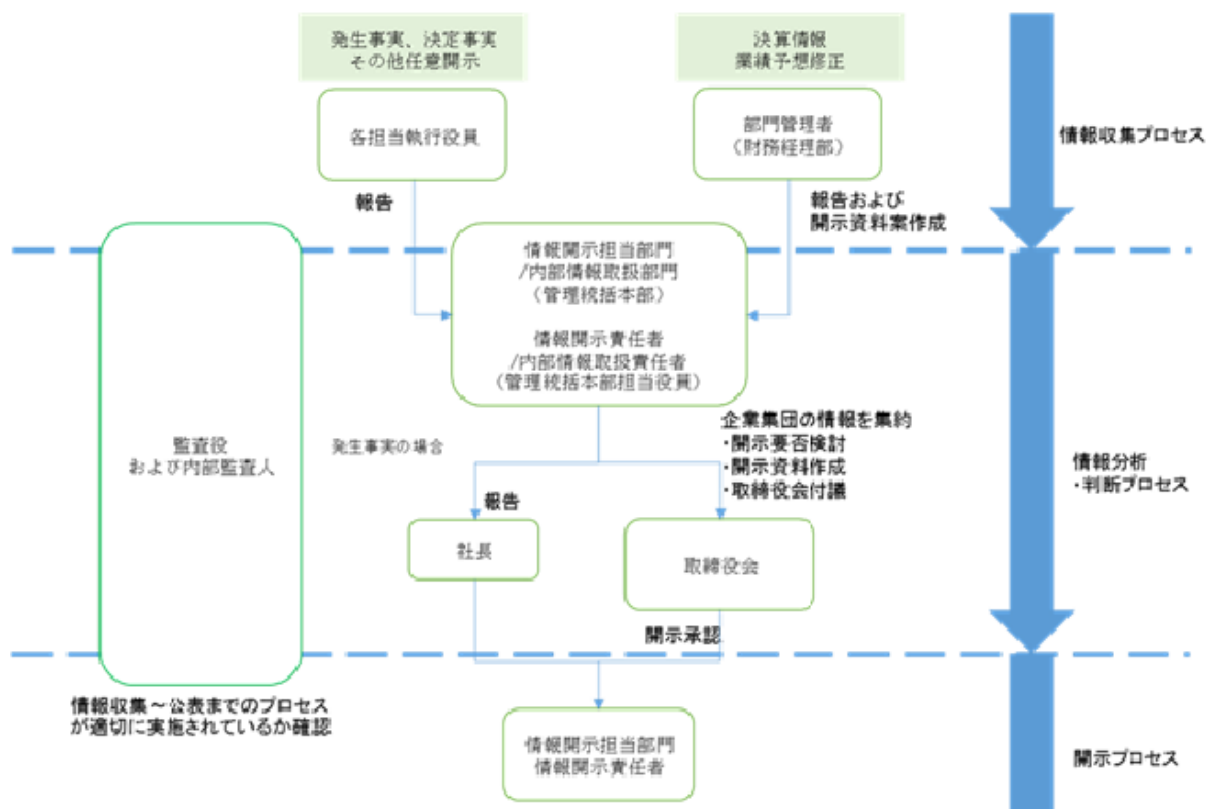 発生事実、決定事実
その他任意開示
決算情報
業績予想修正
各担当執行役員
部門管理者
（財務経理部）
情報収集プロセス
報告
報告および
開示資料案作成
情報開示担当部門
/内部情報取扱部門
（管理統括本部）
情報開示責任者
/内部情報取扱責任者
（管理統括本部担当役員）
監査役
および内部監査人
発生事実の場合
企業集団の情報を集約
・開示要否検討
・開示資料作成
・取締役会付議
情報分析
・判断プロセス
報告
社長
取締役会
開示承認
情報収集～公表までのプロセス
が適切に実施されているか確認
情報開示担当部門
情報開示責任者
開示プロセス